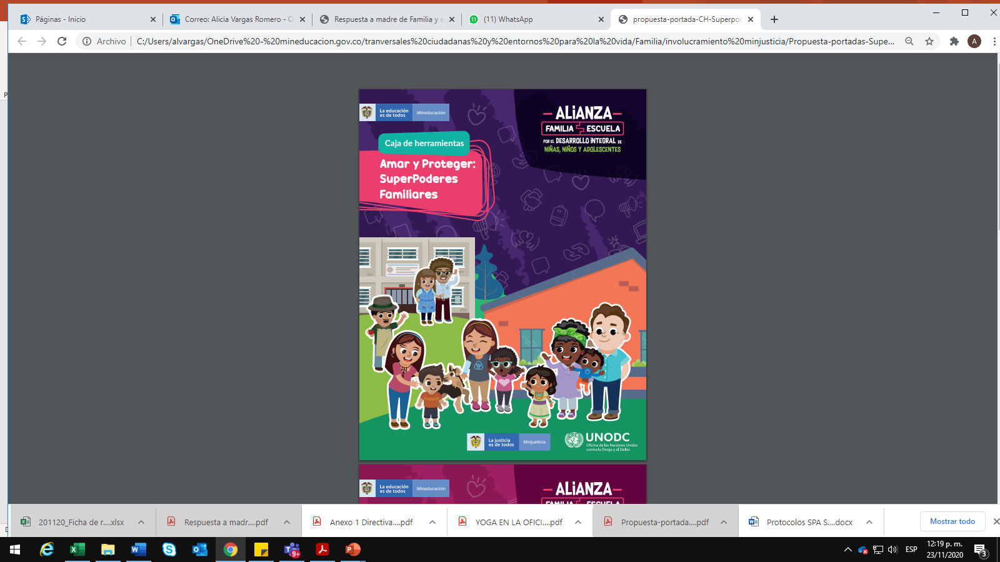 Páginas - Inicio
Correo: Alicia Vargas Romero - O
Respuesta a madre de Familia y e
(11) WhatsApp
propuesta-portada-CH-Superpod
Archivo
C:/Users/alvargas/OneDrive%20-%20mineducacion.gov.co/tranversales%20ciudadanas%20y%20entornos%20para%20la%20vida/Familia/involucramiento%20minjusticia/Propuesta-portadas-Supe...
A
P
La educación
es de todos
Mineducación
ALiANZA
FAMILIA ESCUELA
POR EL DESARROLLO INTEGRAL DE
NIÑAS, NIÑOS Y ADOLESCENTES
Caja de herramientas
Amar y Proteger:
SuperPoderes
Familiares
La justicia
es de todos
Minjusticia
UNODC
Oficina de las Naciones Unidas
contra la Droga y el Delito
La educación
es de todos
Mineducación
ALiANZA
FAMILIA ESCUELA
201120_Ficha de r....xlsx
Respuesta a madr....pdf
Anexo 1 Directiva....pdf
YOGA EN LA OFICI....pdf
Propuesta-portada....pdf
Protocolos SPA S....docx
Mostrar todo
9+
ESP
12:19 p. m.
23/11/2020
3